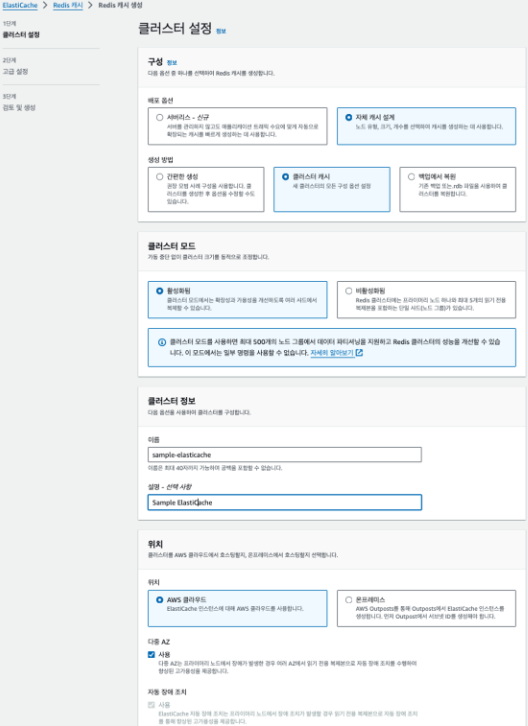 ElastiCache > Redis 캐시 > Redis 캐시 생성
1단계
클러스터 설정
2단계
고급 설정
3단계
검토 및 생성
클러스터 설정 정보
구성 정보
다음 옵션 중 하나를 선택하여 Redis 캐시를 생성합니다.
배포 옵션
서버리스 - 신규
서버를 관리하지 않고도 애플리케이션 트래픽 수요에 맞게 자동으로
확장되는 캐시를 빠르게 생성하는 데 사용합니다.
자체 캐시 설계
노드 유형, 크기, 개수를 선택하여 캐시를 생성하는 데 사용합니다.
생성 방법
간편한 생성
권장 모범 사례 구성을 사용합니다. 클
러스터를 생성한 후 옵션을 수정할 수도
있습니다.
클러스터 캐시
새 클러스터의 모든 구성 옵션 설정
백업에서 복원
기존 백업 또는 .rdb 파일을 사용하여 클
러스터를 복원합니다.
클러스터 모드
가동 중단 없이 클러스터 크기를 동적으로 조정합니다.
활성화됨
클러스터 모드에서는 확장성과 가용성을 개선하도록 여러 샤드에서
복제할 수 있습니다.
비활성화됨
Redis 클러스터에는 프라이머리 노드 하나와 최대 5개의 읽기 전용
복제본을 포함하는 단일 샤드(노드 그룹)가 있습니다.
클러스터 모드를 사용하면 최대 500개의 노드 그룹에서 데이터 파티셔닝을 지원하고 Redis 클러스터의 성능을 개선할 수 있습
니다. 이 모드에서는 일부 명령을 사용할 수 없습니다. 자세히 알아보기
클러스터 정보
다음 옵션을 사용하여 클러스터를 구성합니다.
이름
sample-elasticache
이름은 최대 40자까지 가능하며 공백을 포함할 수 없습니다.
설명 - 선택 사항
Sample ElastiCache
위치
클러스터를 AWS 클라우드에서 호스팅할지, 온프레미스에서 호스팅할지 선택합니다.
위치
AWS 클라우드
ElastiCache 인스턴스에 대해 AWS 클라우드를 사용합니다.
온프레미스
AWS Outposts를 통해 Outposts에서 ElastiCache 인스턴스를
생성합니다. 먼저 Outpost에서 서브넷 ID를 생성해야 합니다.
다중 AZ
사용
다중 AZ는 프라이머리 노드에서 장애가 발생한 경우 여러 AZ에서 읽기 전용 복제본으로 자동 장애 조치를 수행하여
향상된 고가용성을 제공합니다.
자동 장애 조치
사용
ElastiCache 자동 장애 조치는 프라이머리 노드에서 장애 조치가 발생할 경우 읽기 전용 복제본으로 자동 장애 조치
를 통해 향상된 고가용성을 제공합니다.